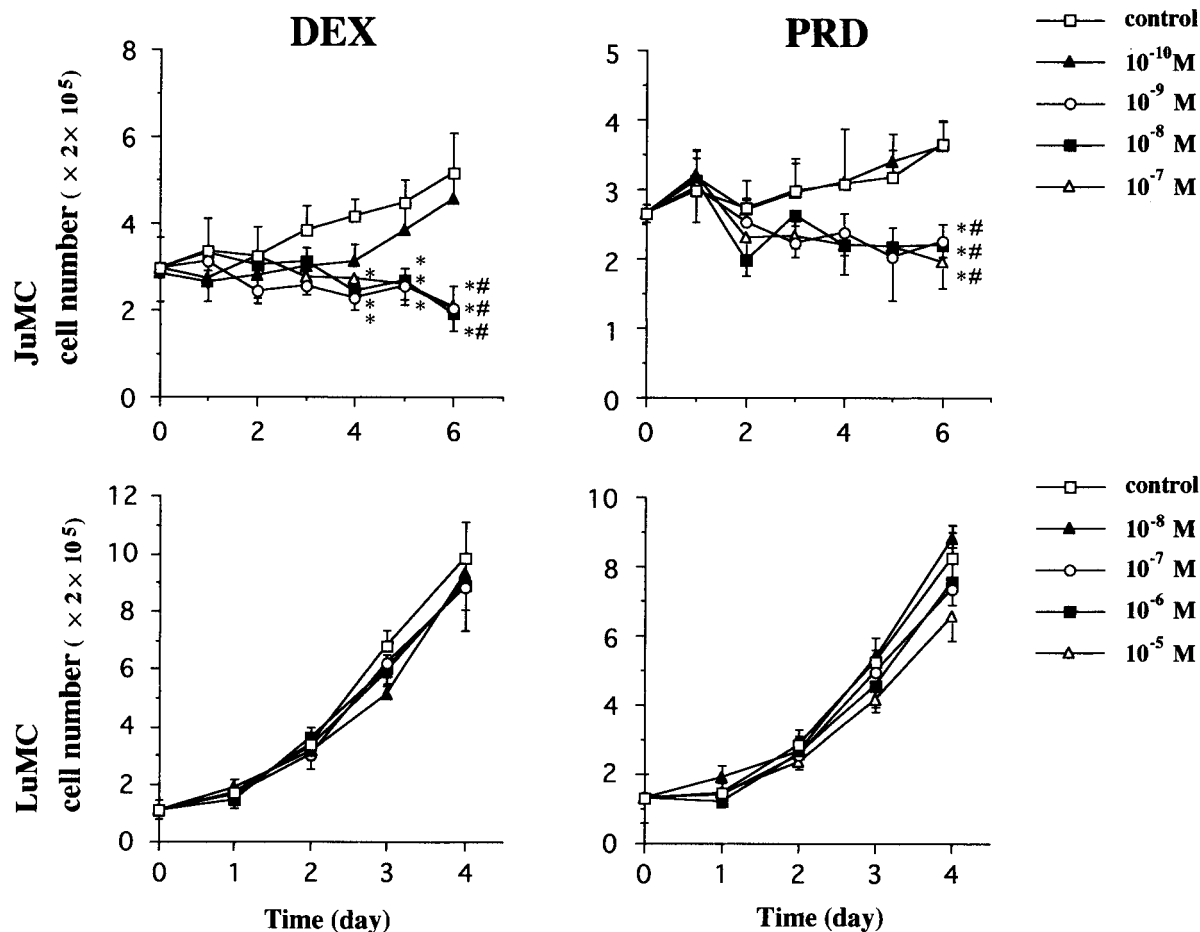 DEX
PRD
control
10⁻¹⁰M
10⁻⁹ M
10⁻⁸ M
10⁻⁷ M
JuMC
cell number ( × 2× 10⁵)
8
6
4
2
0
0 2 4 6
*
*
*
*
*
*
*#
*#
*#
5
4
3
2
1
0
0 2 4 6
*#
*#
*#
LuMC
cell number ( × 2× 10⁵)
12
10
8
6
4
2
0
0 1 2 3 4
Time (day)
10
8
6
4
2
0
0 1 2 3 4
Time (day)
control
10⁻⁸ M
10⁻⁷ M
10⁻⁶ M
10⁻⁵ M